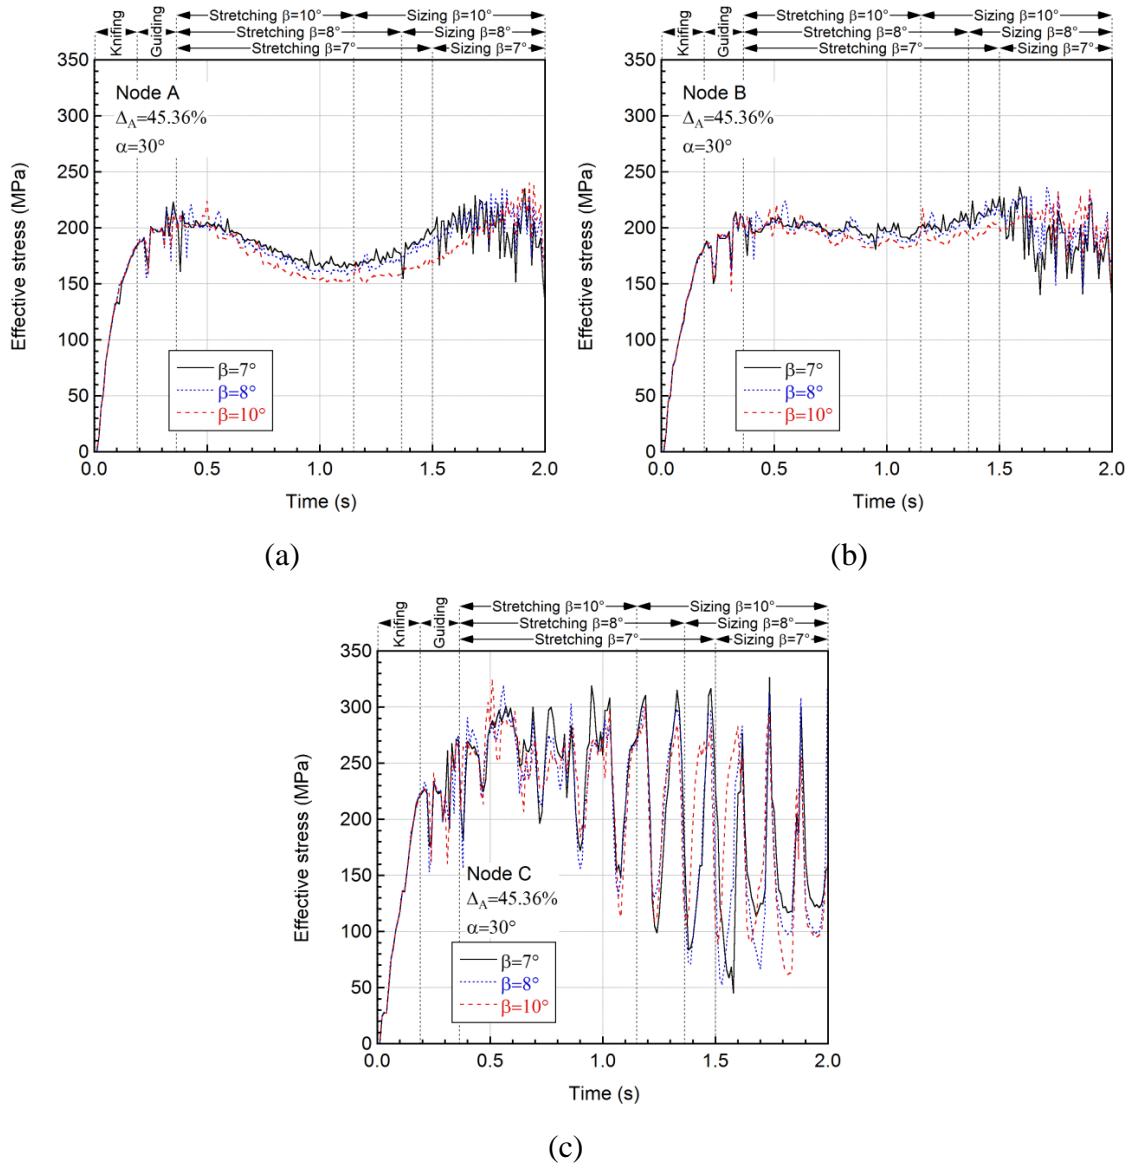 Knifing
Guiding
Stretching β=10°
Sizing β=10°
Stretching β=8°
Sizing β=8°
Stretching β=7°
Sizing β=7°
350
300
250
200
150
100
50
0
Effective stress (MPa)
Node A
Δ_A=45.36%
α=30°
β=7°
β=8°
β=10°
0.0 0.5 1.0 1.5 2.0
Time (s)
(a)
Knifing
Guiding
Stretching β=10°
Sizing β=10°
Stretching β=8°
Sizing β=8°
Stretching β=7°
Sizing β=7°
350
300
250
200
150
100
50
0
Effective stress (MPa)
Node B
Δ_A=45.36%
α=30°
β=7°
β=8°
β=10°
0.0 0.5 1.0 1.5 2.0
Time (s)
(b)
Knifing
Guiding
Stretching β=10°
Sizing β=10°
Stretching β=8°
Sizing β=8°
Stretching β=7°
Sizing β=7°
350
300
250
200
150
100
50
0
Effective stress (MPa)
Node C
Δ_A=45.36%
α=30°
β=7°
β=8°
β=10°
0.0 0.5 1.0 1.5 2.0
Time (s)
(c)